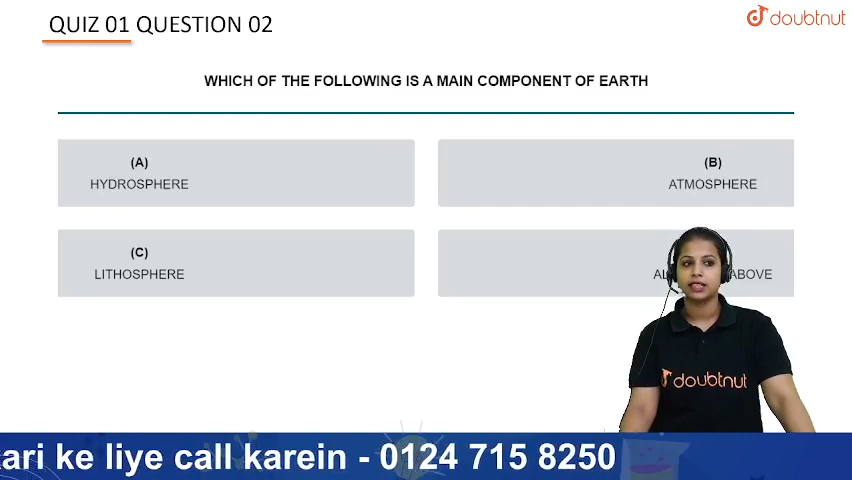 QUIZ 01 QUESTION 02
doubtnut
WHICH OF THE FOLLOWING IS A MAIN COMPONENT OF EARTH
(A)
HYDROSPHERE
(B)
ATMOSPHERE
(C)
LITHOSPHERE
ABOVE
doubtnut
ke liye call karein - 0124 715 8250